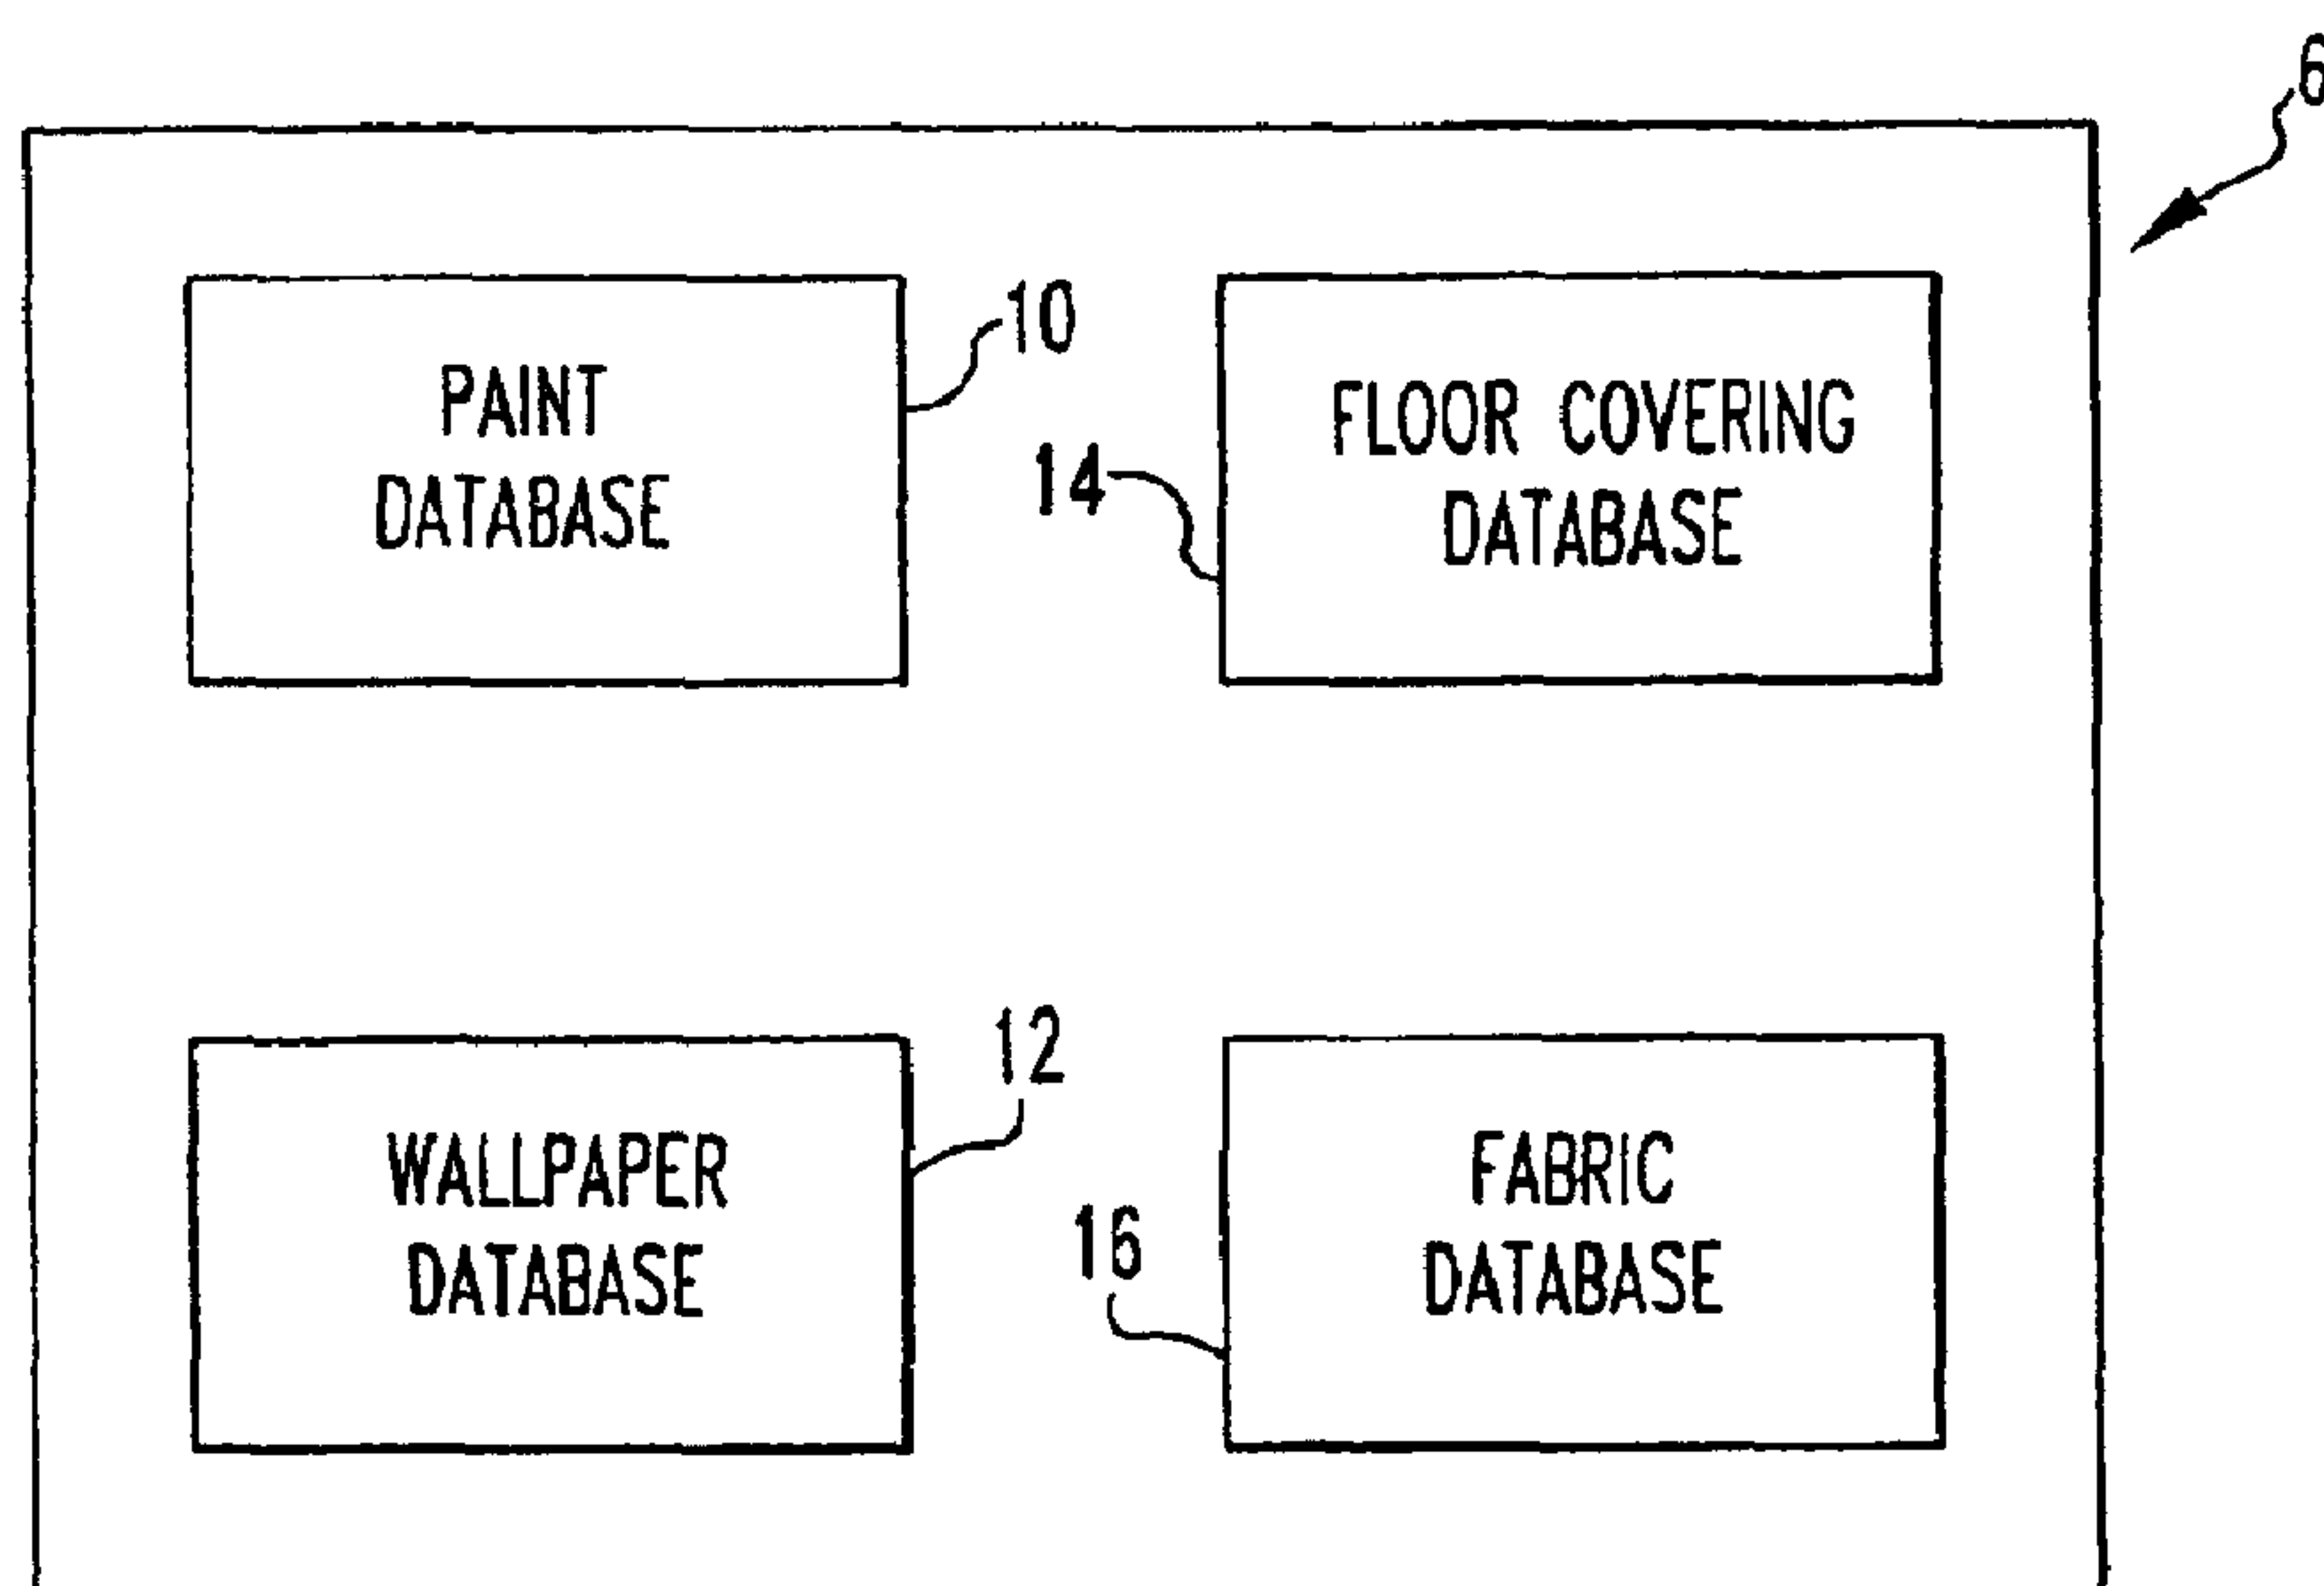 6
PAINT
DATABASE
10
FLOOR COVERING
DATABASE
14
WALLPAPER
DATABASE
12
FABRIC
DATABASE
16